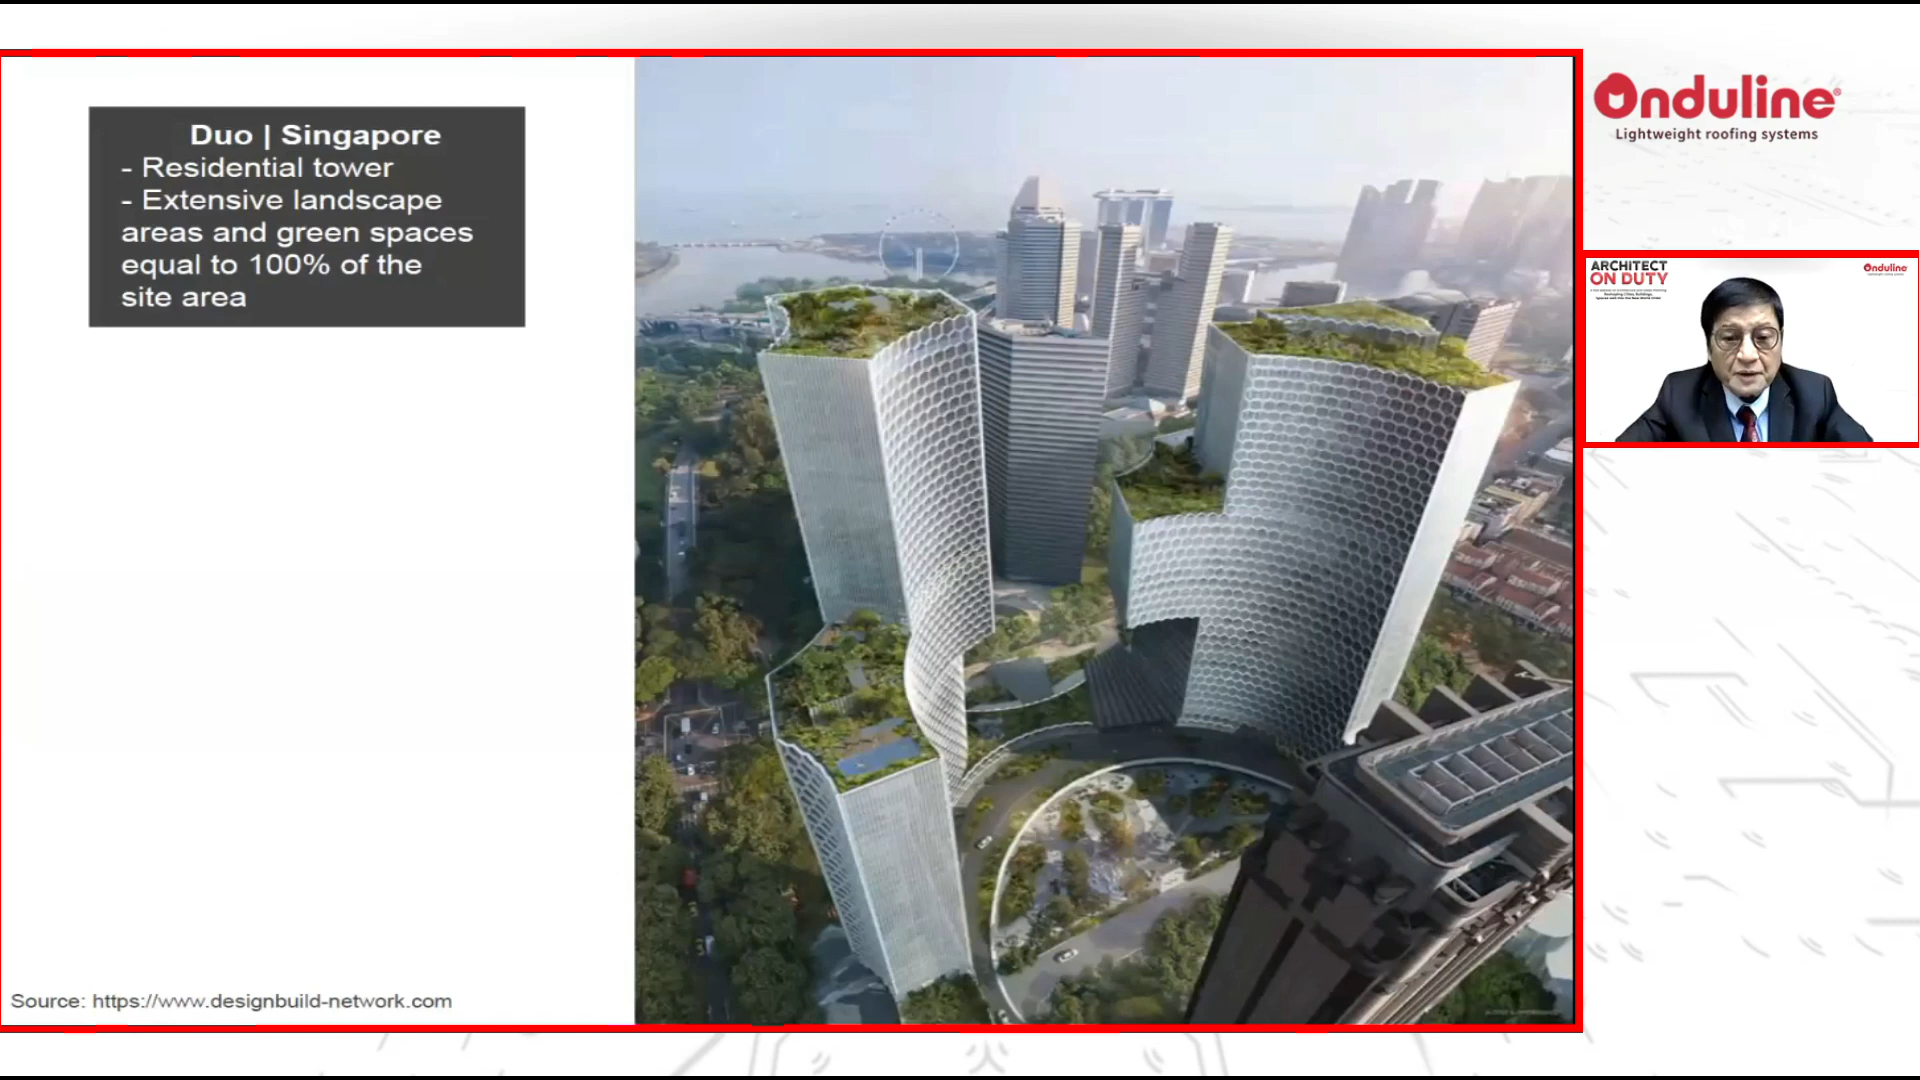 Duo | Singapore
- Residential tower
- Extensive landscape
areas and green spaces
equal to 100% of the
site area
Source: https://www.designbuild-network.com
Onduline®
Lightweight roofing systems
ARCHITECT
ON DUTY
Onduline